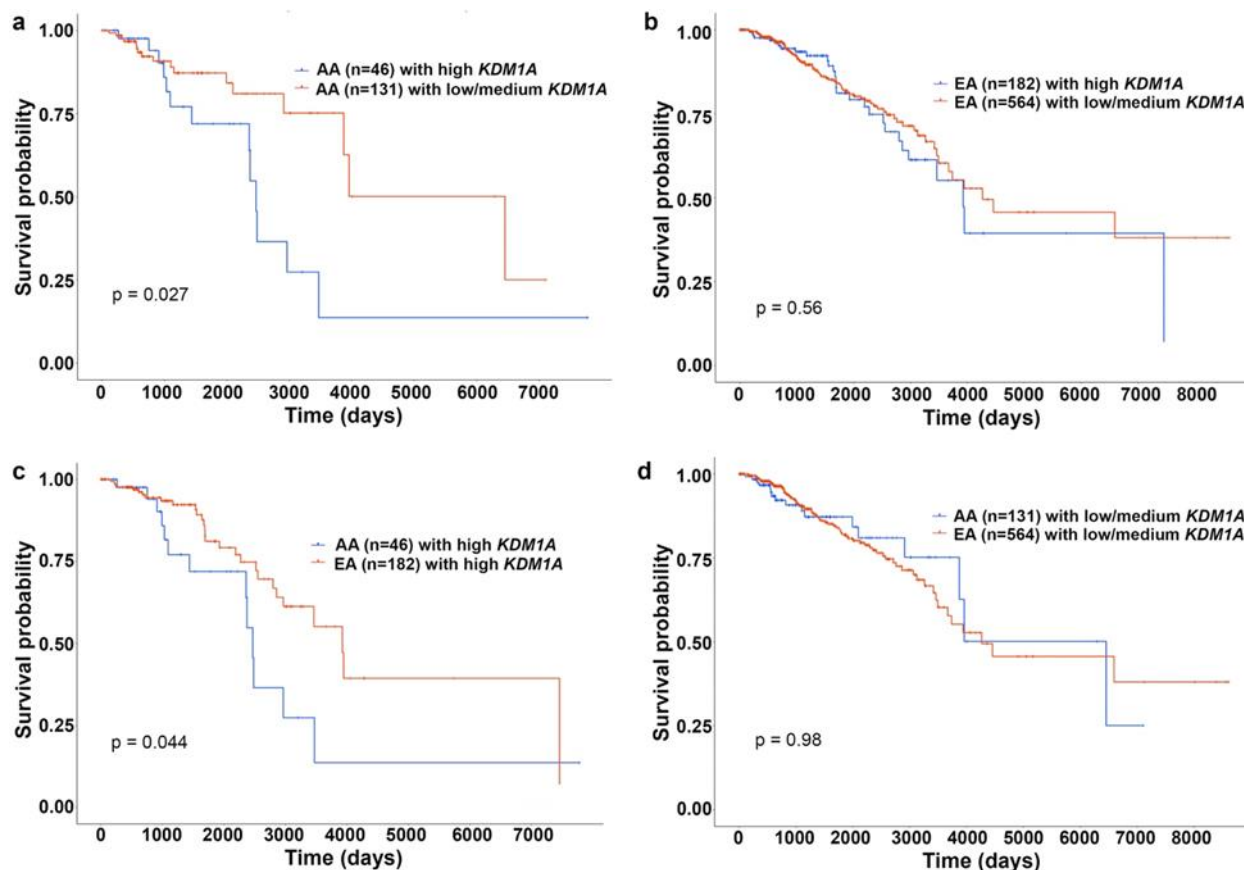 a
AA (n=46) with high KDM1A
AA (n=131) with low/medium KDM1A
Survival probability
1.00
0.75
0.50
0.25
0.00
p = 0.027
0 1000 2000 3000 4000 5000 6000 7000
Time (days)
b
EA (n=182) with high KDM1A
EA (n=564) with low/medium KDM1A
Survival probability
1.00
0.75
0.50
0.25
0.00
p = 0.56
0 1000 2000 3000 4000 5000 6000 7000 8000
Time (days)
c
AA (n=46) with high KDM1A
EA (n=182) with high KDM1A
Survival probability
1.00
0.75
0.50
0.25
0.00
p = 0.044
0 1000 2000 3000 4000 5000 6000 7000
Time (days)
d
AA (n=131) with low/medium KDM1A
EA (n=564) with low/medium KDM1A
Survival probability
1.00
0.75
0.50
0.25
0.00
p = 0.98
0 1000 2000 3000 4000 5000 6000 7000 8000
Time (days)